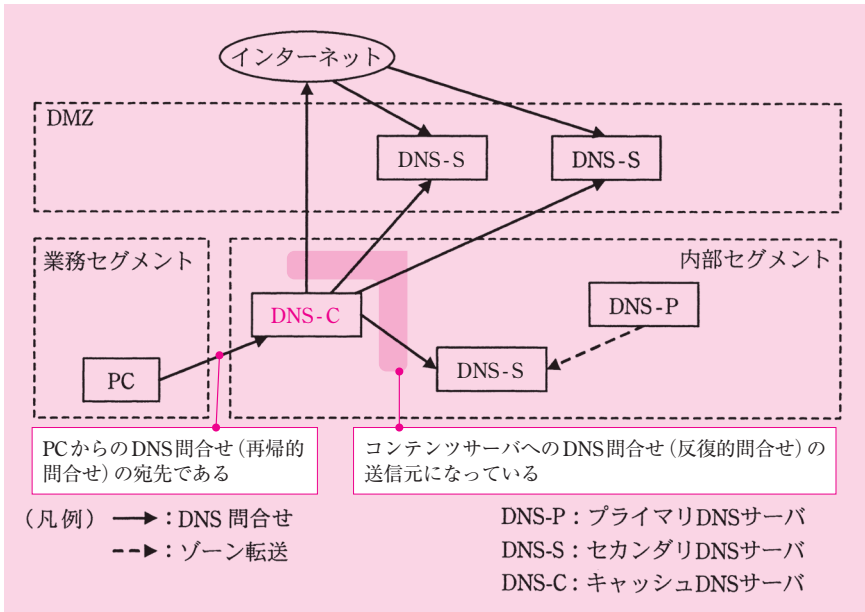 インターネット
DMZ
DNS-S
DNS-S
業務セグメント
内部セグメント
DNS-C
DNS-P
PC
DNS-S
PCからのDNS問合せ(再帰的
問合せ)の宛先である
コンテンツサーバへのDNS問合せ(反復的問合せ)の
送信元になっている
(凡例) :DNS 問合せ
:ゾーン転送
DNS-P:プライマリDNSサーバ
DNS-S:セカンダリDNSサーバ
DNS-C:キャッシュDNSサーバ